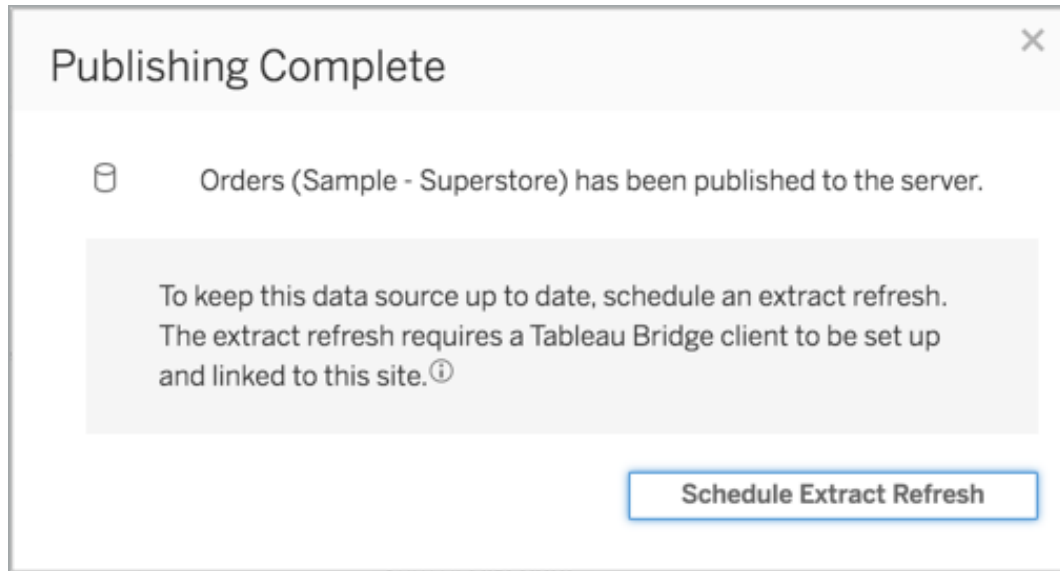 Publishing Complete
Orders (Sample - Superstore) has been published to the server.
To keep this data source up to date, schedule an extract refresh.
The extract refresh requires a Tableau Bridge client to be set up
and linked to this site.
Schedule Extract Refresh